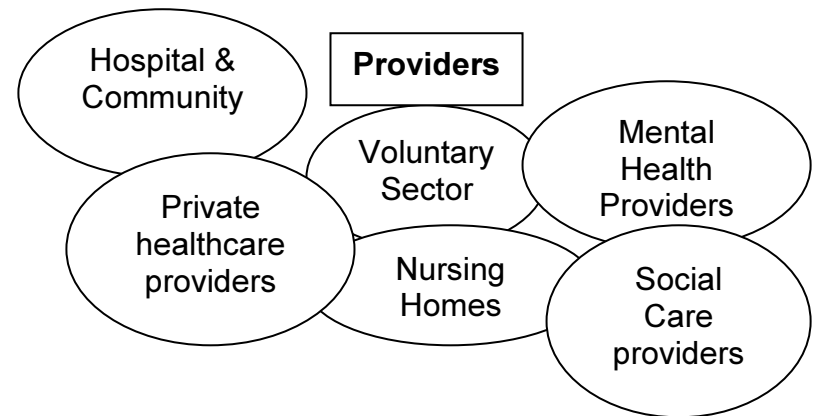 Hospital &
Community
Providers
Voluntary
Sector
Mental
Health
Providers
Private
healthcare
providers
Nursing
Homes
Social
Care
providers